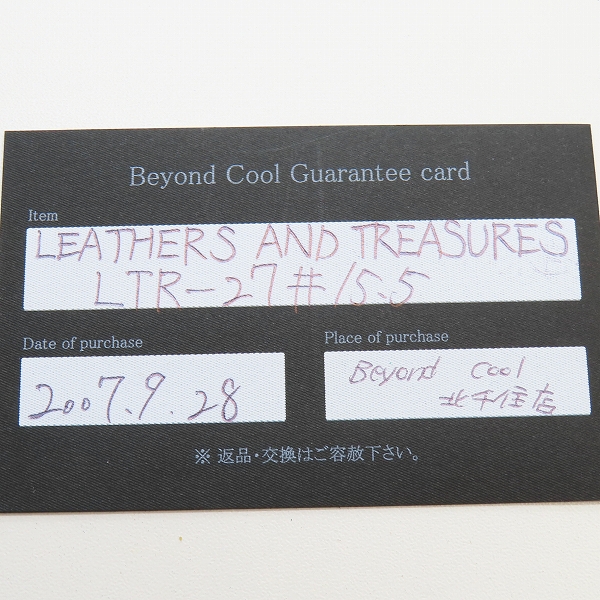 Beyond Cool Guarantee card
Item
LEATHERS AND TREASURES
LTR-27#15.5
Date of purchase
Place of purchase
2007.9.28
Beyond Cool
北千住店
※ 返品・交換はご容赦下さい。